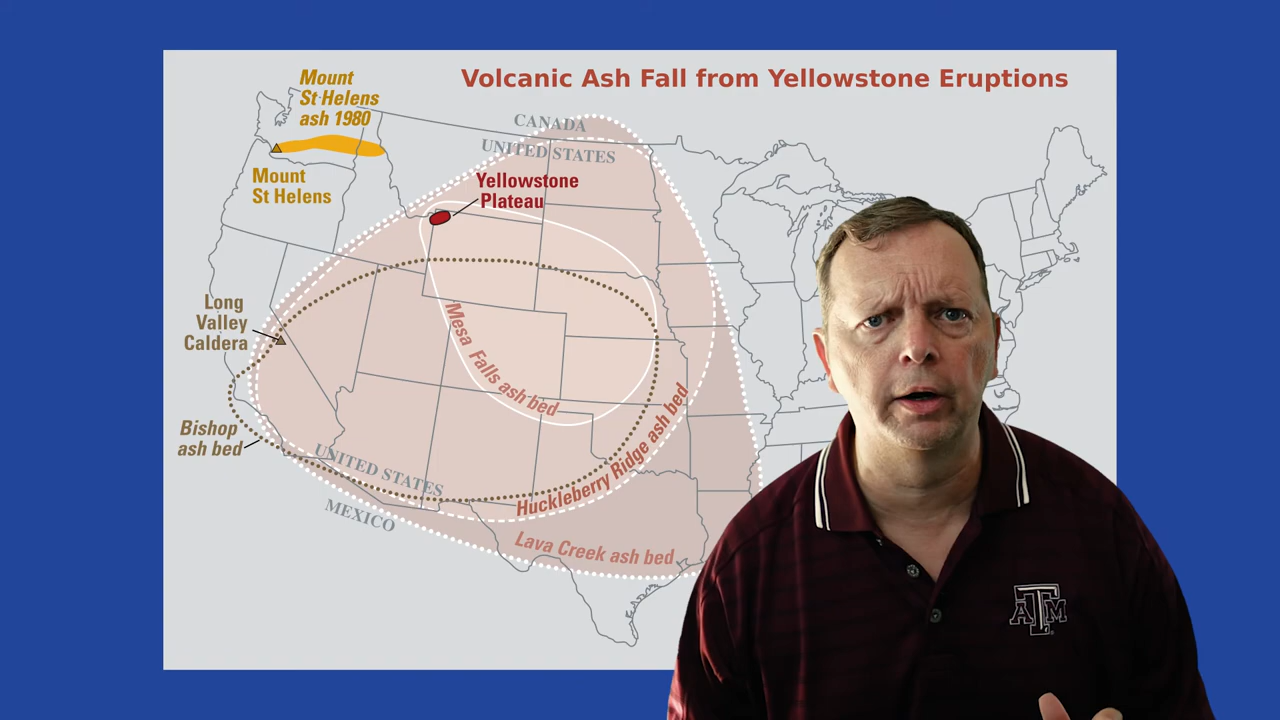 Volcanic Ash Fall from Yellowstone Eruptions
Mount
St Helens
ash 1980
Mount
St Helens
CANADA
UNITED STATES
Yellowstone
Plateau
Long
Valley
Caldera
Bishop
ash bed
Mesa Falls ash bed
Huckleberry Ridge ash bed
Lava Creek ash bed
UNITED STATES
MEXICO
ATM